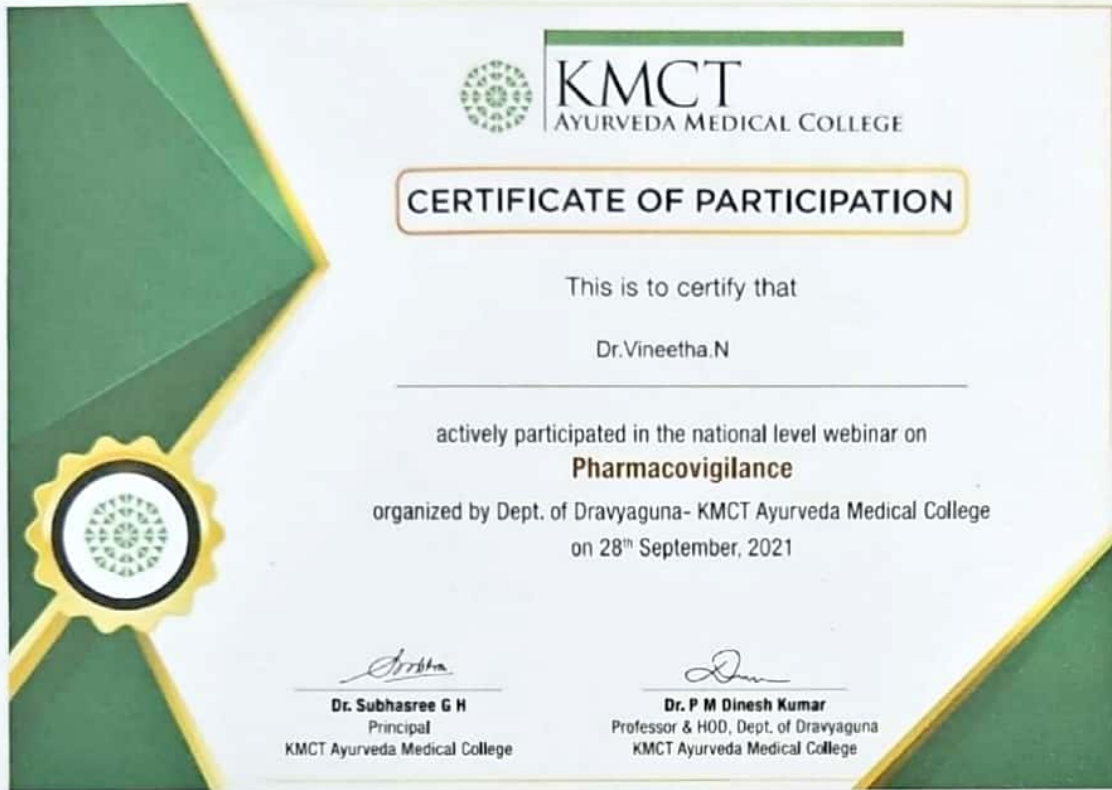 KMCT
AYURVEDA MEDICAL COLLEGE
CERTIFICATE OF PARTICIPATION
This is to certify that
Dr.Vineetha.N
actively participated in the national level webinar on
Pharmacovigilance
organized by Dept. of Dravyaguna- KMCT Ayurveda Medical College
on 28th September, 2021
Dr. Subhasree G H
Principal
KMCT Ayurveda Medical College
Dr. P M Dinesh Kumar
Professor & HOD, Dept. of Dravyaguna
KMCT Ayurveda Medical College